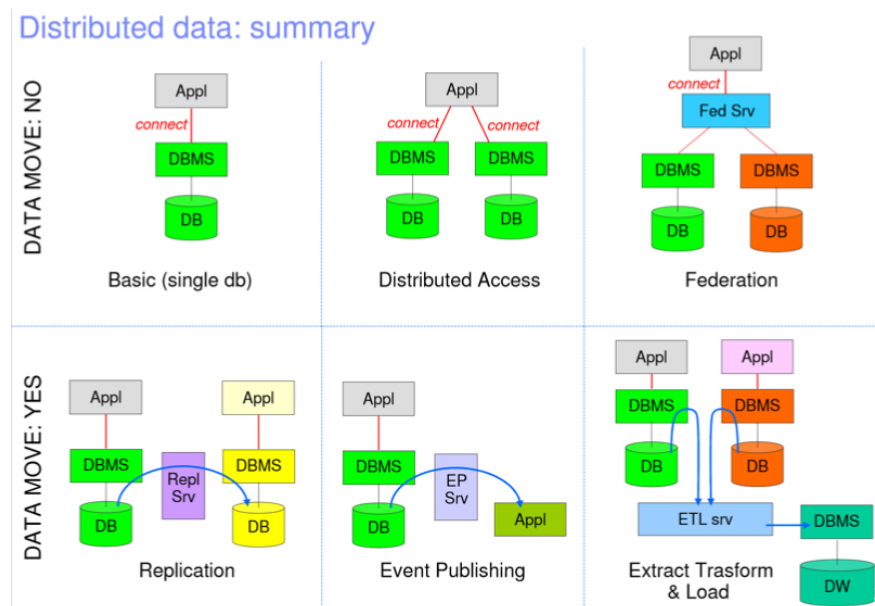 Distributed data: summary
DATA MOVE: NO
Appl
connect
DBMS
DB
Basic (single db)
Appl
connect connect
DBMS DBMS
DB DB
Distributed Access
Appl
connect
Fed Srv
DBMS DBMS
DB DB
Federation
DATA MOVE: YES
Appl Appl
DBMS DBMS
Repl
Srv
DB DB
Replication
Appl
DBMS
EP
Srv
DB
Appl
Event Publishing
Appl Appl
DBMS DBMS
DB DB
ETL srv
DBMS
DW
Extract Trasform
& Load